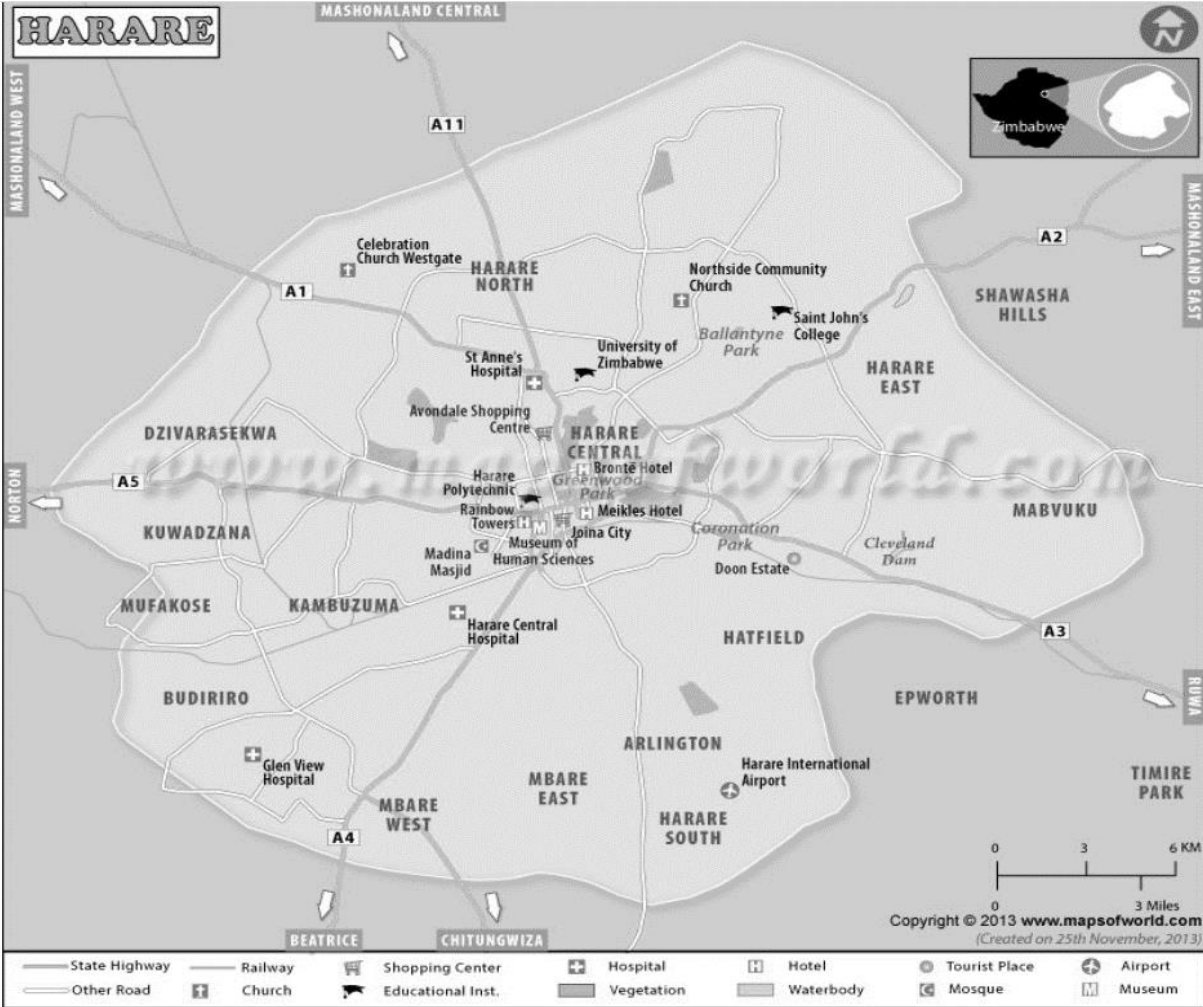 HARARE
MASHONALAND CENTRAL
N
MASHONALAND WEST
A11
Zimbabwe
MASHONALAND EAST
A2
Celebration
Church Westgate
HARARE
NORTH
Northside Community
Church
A1
SHAWASHA
HILLS
Saint John's
College
Ballantyne
Park
University of
Zimbabwe
St Anne's
Hospital
HARARE
EAST
Avondale Shopping
Centre
DZIVARASEKWA
HARARE
CENTRAL
www.mapsofworld.com
Bronte Hotel
Harare
Polytechnic
Greenwood
Park
A5
NORTON
Rainbow
Towers
Meikles Hotel
MABVUKU
KUWADZANA
Joina City
Coronation
Park
Museum of
Human Sciences
Madina
Masjid
Cleveland
Dam
Doon Estate
MUFAKOSE
KAMBUZUMA
Harare Central
Hospital
HATFIELD
A3
BUDIRIRO
EPWORTH
RUWA
ARLINGTON
Glen View
Hospital
Harare International
Airport
MBARE
EAST
TIMIRE
PARK
MBARE
WEST
HARARE
SOUTH
A4
0 3 6 KM
0 3 Miles
Copyright © 2013 www.mapsofworld.com
(Created on 25th November, 2013)
BEATRICE
CHITUNGWIZA
State Highway Railway Shopping Center Hospital H Hotel Tourist Place Airport
Other Road Church Educational Inst. Vegetation Waterbody Mosque M Museum